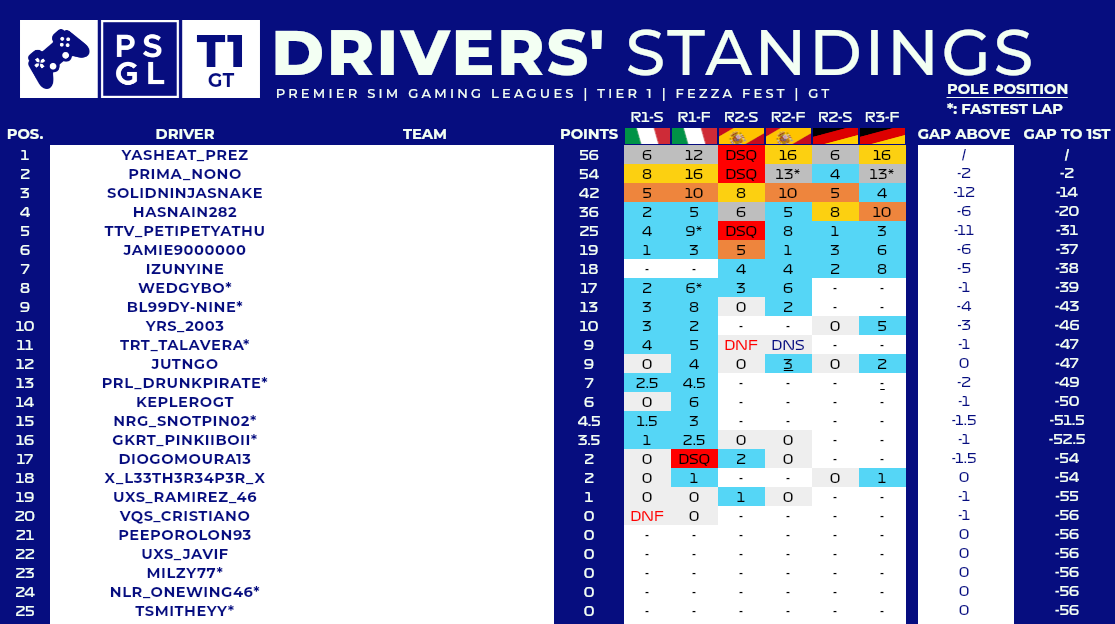 PS
GL
T1
GT
DRIVERS' STANDINGS
PREMIER SIM GAMING LEAGUES | TIER 1 | FEZZA FEST | GT
POLE POSITION
*: FASTEST LAP
R1-S R1-F R2-S R2-F R2-S R3-F
POS. DRIVER TEAM POINTS GAP ABOVE GAP TO 1ST
1 YASHEAT_PREZ 56 6 12 DSQ 16 6 16 / /
2 PRIMA_NONO 54 8 16 DSQ 13* 4 13* -2 -2
3 SOLIDNINJASNAKE 42 5 10 8 10 5 4 -12 -14
4 HASNAIN282 36 2 5 6 5 8 10 -6 -20
5 TTV_PETIPETYATHU 25 4 9* DSQ 8 1 3 -11 -31
6 JAMIE9000000 19 1 3 5 1 3 6 -6 -37
7 IZUNYINE 18 - - 4 4 2 8 -5 -38
8 WEDGYBO* 17 2 6* 3 6 - - -1 -39
9 BL99DY-NINE* 13 3 8 0 2 - - -4 -43
10 YRS_2003 10 3 2 - - 0 5 -3 -46
11 TRT_TALAVERA* 9 4 5 DNF DNS - - -1 -47
12 JUTNGO 9 0 4 0 3 0 2 0 -47
13 PRL_DRUNKPIRATE* 7 2.5 4.5 - - - - -2 -49
14 KEPLEROGT 6 0 6 - - - - -1 -50
15 NRG_SNOTPIN02* 4.5 1.5 3 - - - - -1.5 -51.5
16 GKRT_PINKIIBOII* 3.5 1 2.5 0 0 - - -1 -52.5
17 DIOGOMOURA13 2 0 DSQ 2 0 - - -1.5 -54
18 X_L33TH3R34P3R_X 2 0 1 - - 0 1 0 -54
19 UXS_RAMIREZ_46 1 0 0 1 0 - - -1 -55
20 VQS_CRISTIANO 0 DNF 0 - - - - -1 -56
21 PEEPOROLON93 0 - - - - - - 0 -56
22 UXS_JAVIF 0 - - - - - - 0 -56
23 MILZY77* 0 - - - - - - 0 -56
24 NLR_ONEWING46* 0 - - - - - - 0 -56
25 TSMITHEYY* 0 - - - - - - 0 -56